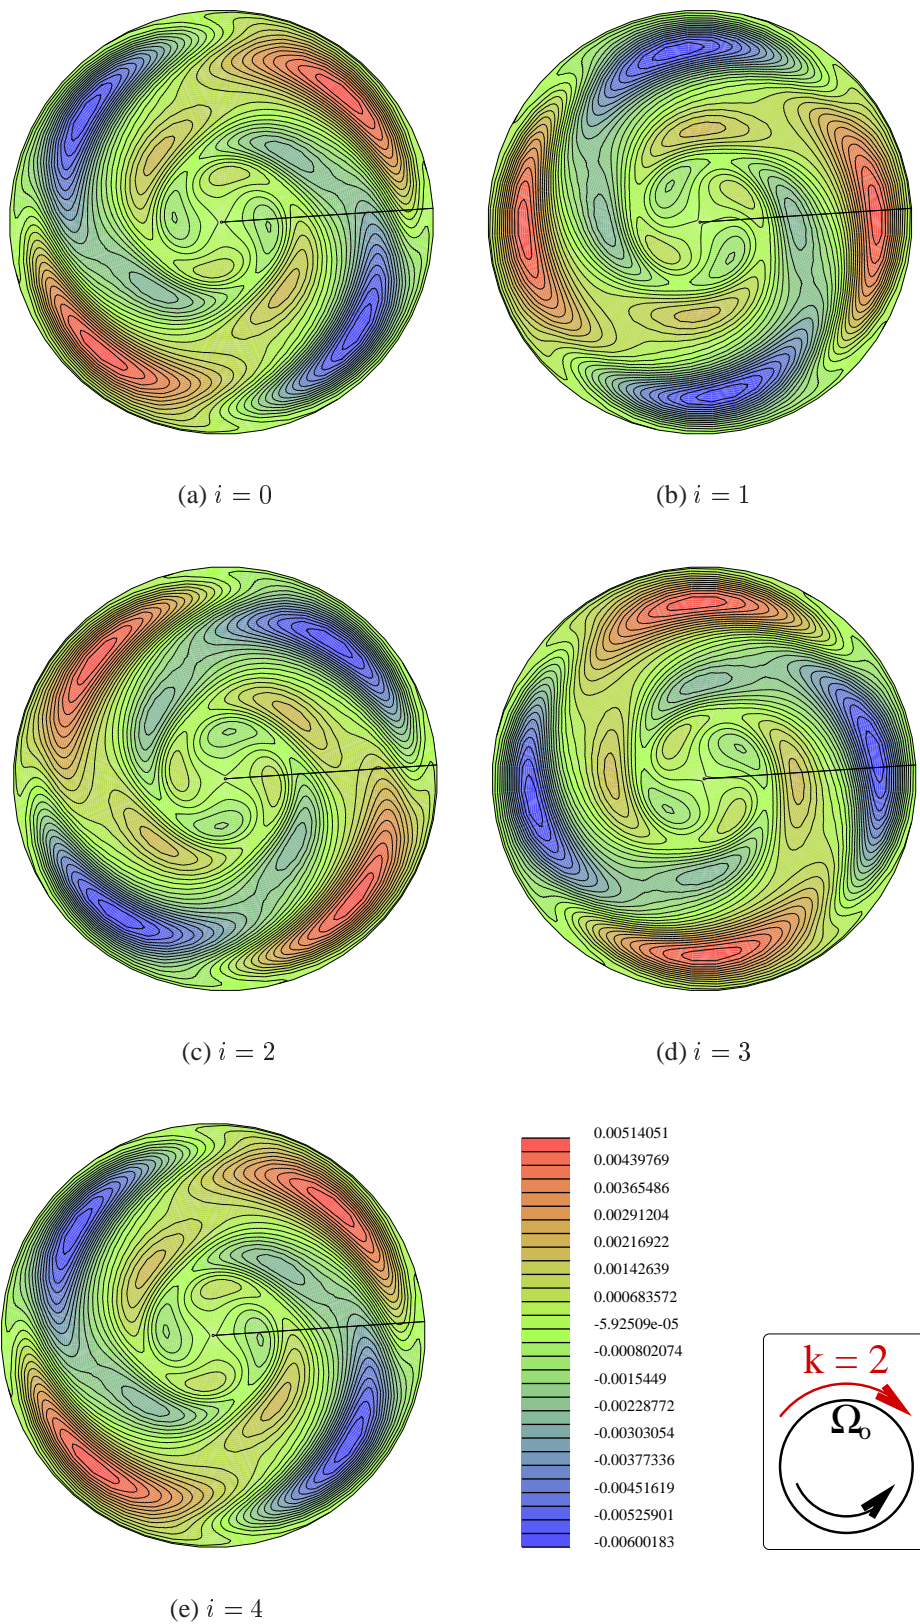 (a) i = 0
(b) i = 1
(c) i = 2
(d) i = 3
0.00514051
0.00439769
0.00365486
0.00291204
0.00216922
0.00142639
0.000683572
-5.92509e-05
-0.000802074
-0.0015449
-0.00228772
-0.00303054
-0.00377336
-0.00451619
-0.00525901
-0.00600183
k = 2
Ωo
(e) i = 4